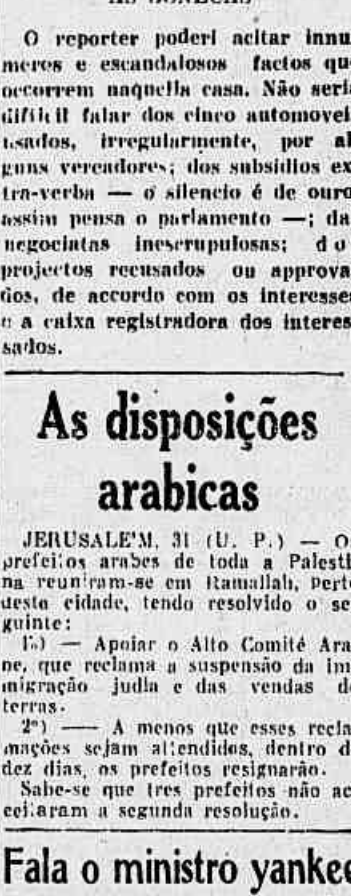 AS BONECAS
O reporter poderi acitar innu
meros e escandalosos factos qu
occorrem naquella casa. Não seri
difficil falar dos cinco automovei
usados, irregularmente, por al
guns vereadores; dos subsidios ex
tra-verba — o silencio é de ouro
assim pensa o parlamento —; da
negociatas inescrupulosas; do
projectos recusados ou approva
dos, de accordo com os interesses
e a caixa registradora dos interes
sados.
As disposições
arabicas
JERUSALE'M, 31 (U. P.) — O
prefeitos arabes de toda a Palesti
na reuniram-se em Ramallah, perto
desta cidade, tendo resolvido o se
guinte:
1º) — Apoiar o Alto Comité Ara
be, que reclama a suspensão da im
migração judia e das vendas de
terras.
2º) — A menos que esses recla
mações sejam attendidos, dentro d
dez dias, os prefeitos resignarão.
Sabe-se que tres prefeitos não ac
ceitaram a segunda resolução.
Fala o ministro yankee